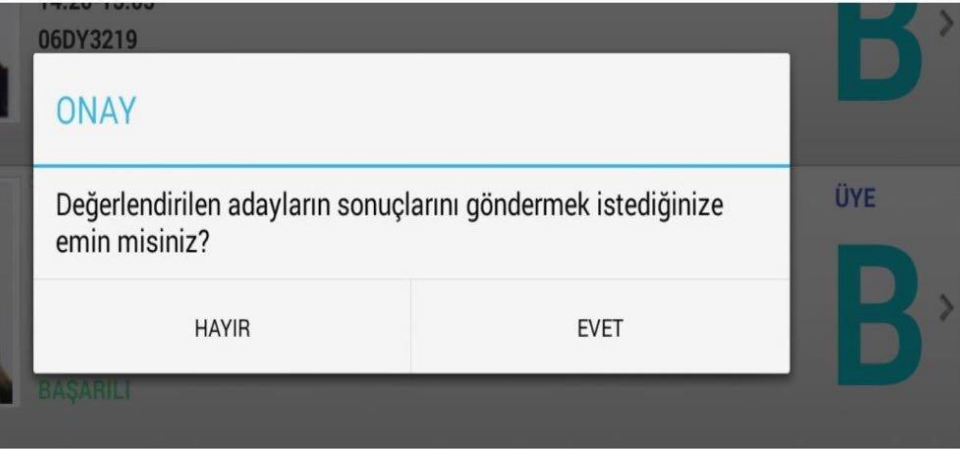 06DY3219
B
ONAY
Değerlendirilen adayların sonuçlarını göndermek istediğinize
emin misiniz?
HAYIR
EVET
ÜYE
B
BAŞARILI